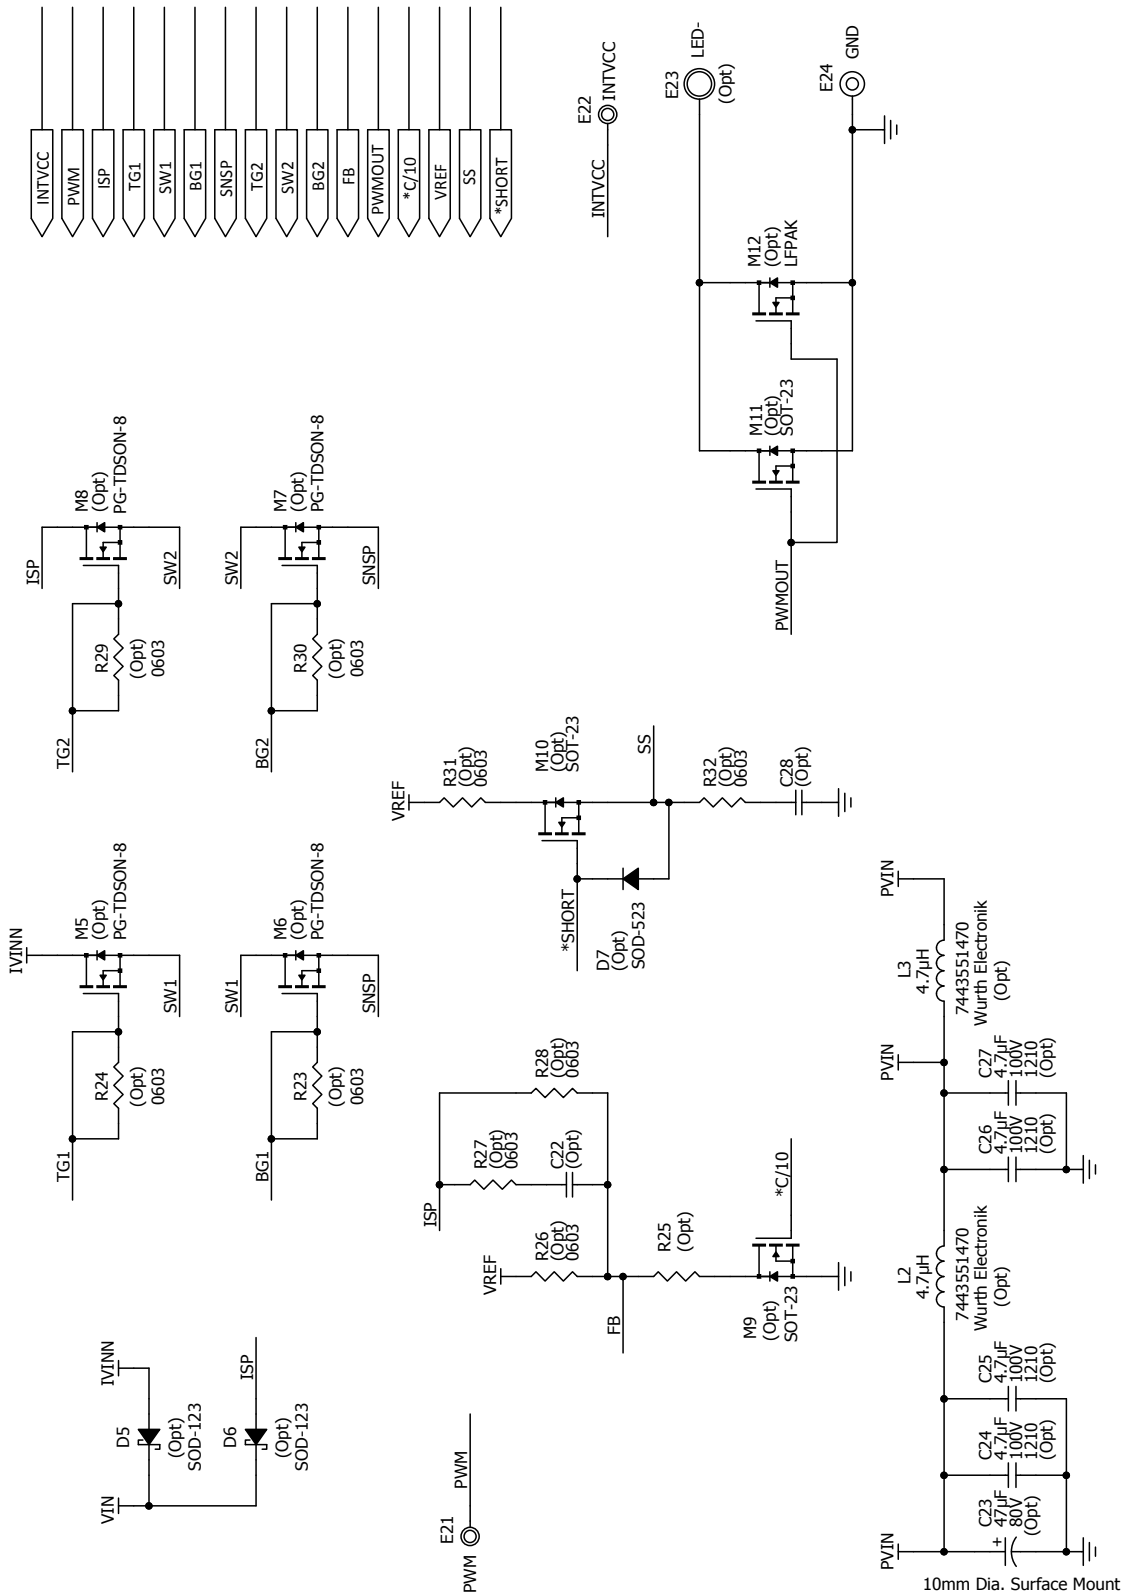 INTVCC
PWM
ISP
TG1
SW1
BG1
SNSP
TG2
SW2
BG2
FB
PWMOUT
*C/10
VREF
SS
*SHORT
INTVCC
E22
INTVCC
E23
LED-
(Opt)
E24
GND
M12
(Opt)
LFPAK
M11
(Opt)
SOT-23
PWMOUT
ISP
M8
(Opt)
PG-TDSON-8
SW2
R29
(Opt)
0603
TG2
SW2
M7
(Opt)
PG-TDSON-8
SNSP
R30
(Opt)
0603
BG2
VREF
R31
(Opt)
0603
M10
(Opt)
SOT-23
SS
*SHORT
D7
(Opt)
SOD-523
R32
(Opt)
0603
C28
(Opt)
IVINN
M5
(Opt)
PG-TDSON-8
SW1
R24
(Opt)
0603
TG1
SW1
M6
(Opt)
PG-TDSON-8
SNSP
R23
(Opt)
0603
BG1
ISP
R27
(Opt)
0603
C22
(Opt)
R28
(Opt)
0603
VREF
R26
(Opt)
0603
FB
R25
(Opt)
*C/10
M9
(Opt)
SOT-23
VIN
D5
(Opt)
SOD-123
IVINN
D6
(Opt)
SOD-123
ISP
PWM
E21
PWM
PVIN
C23
47µF
80V
(Opt)
+
10mm Dia. Surface Mount
C24
4.7µF
100V
1210
(Opt)
C25
4.7µF
100V
1210
(Opt)
L2
4.7µH
7443551470
Wurth Electronik
(Opt)
C26
4.7µF
100V
1210
(Opt)
C27
4.7µF
100V
1210
(Opt)
PVIN
L3
4.7µH
7443551470
Wurth Electronik
(Opt)
PVIN